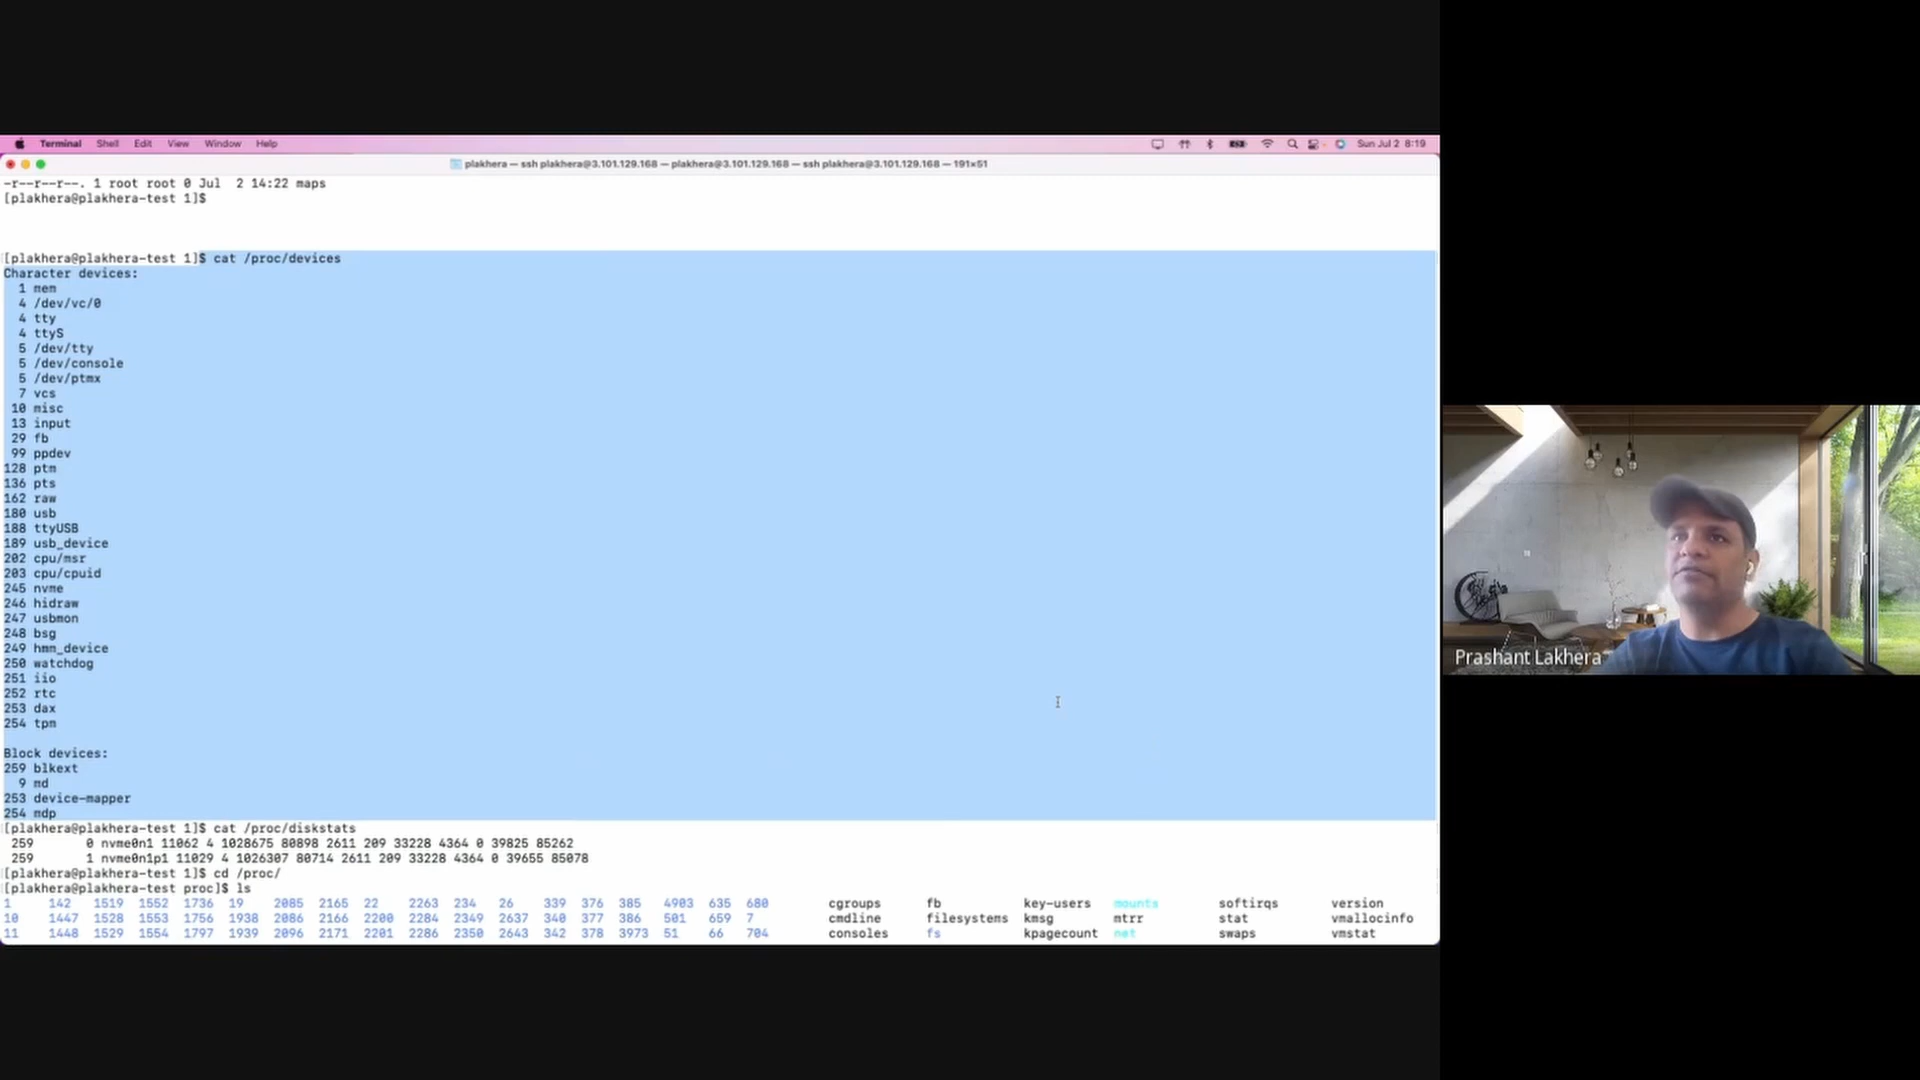 Terminal Shell Edit View Window Help Sun Jul 2 8:19
plakhera — ssh plakhera@3.101.129.168 — plakhera@3.101.129.168 — ssh plakhera@3.101.129.168 — 191×51
-r--r--r--. 1 root root 0 Jul  2 14:22 maps
[plakhera@plakhera-test 1]$
[plakhera@plakhera-test 1]$ cat /proc/devices
Character devices:
1 mem
4 /dev/vc/0
4 tty
4 ttyS
5 /dev/tty
5 /dev/console
5 /dev/ptmx
7 vcs
10 misc
13 input
29 fb
99 ppdev
128 ptm
136 pts
162 raw
180 usb
188 ttyUSB
189 usb_device
202 cpu/msr
203 cpu/cpuid
245 nvme
246 hidraw
247 usbmon
248 bsg
249 hmm_device
250 watchdog
251 iio
252 rtc
253 dax
254 tpm
Block devices:
259 blkext
9 md
253 device-mapper
254 mdp
[plakhera@plakhera-test 1]$ cat /proc/diskstats
259 0 nvme0n1 11062 4 1028675 80898 2611 209 33228 4364 0 39825 85262
259 1 nvme0n1p1 11029 4 1026307 80714 2611 209 33228 4364 0 39655 85078
[plakhera@plakhera-test 1]$ cd /proc/
[plakhera@plakhera-test proc]$ ls
1 142 1519 1552 1736 19 2085 2165 22 2263 234 26 339 376 385 4903 635 680 cgroups fb key-users mounts softirqs version
10 1447 1528 1553 1756 1938 2086 2166 2200 2284 2349 2637 340 377 386 501 659 7 cmdline filesystems kmsg mtrr stat vmallocinfo
11 1448 1529 1554 1797 1939 2096 2171 2201 2286 2350 2643 342 378 3973 51 66 704 consoles fs kpagecount net swaps vmstat
Prashant Lakhera